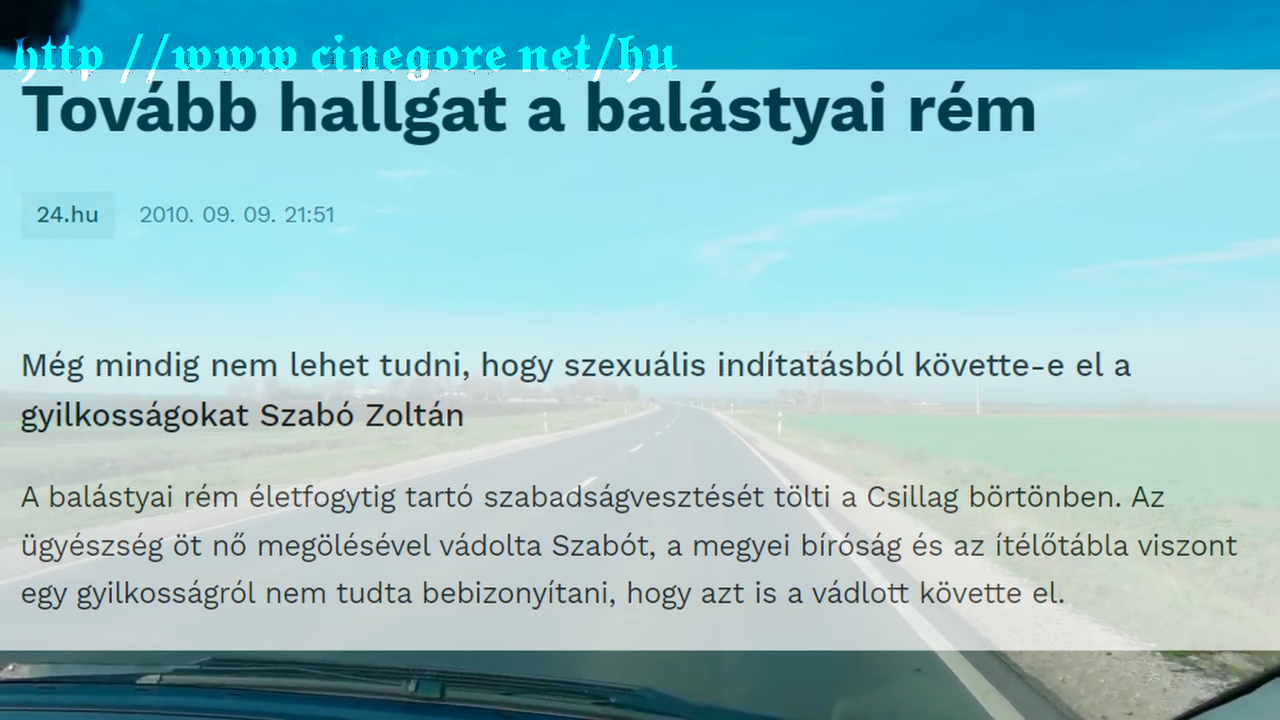 http //www cinegore net/hu
Tovább hallgat a balástyai rém
24.hu 2010. 09. 09. 21:51
Még mindig nem lehet tudni, hogy szexuális indítatásból követte-e el a
gyilkosságokat Szabó Zoltán
A balástyai rém életfogytig tartó szabadságvesztését tölti a Csillag börtönben. Az
ügyészség öt nő megölésével vádolta Szabót, a megyei bíróság és az ítélőtábla viszont
egy gyilkosságról nem tudta bebizonyítani, hogy azt is a vádlott követte el.